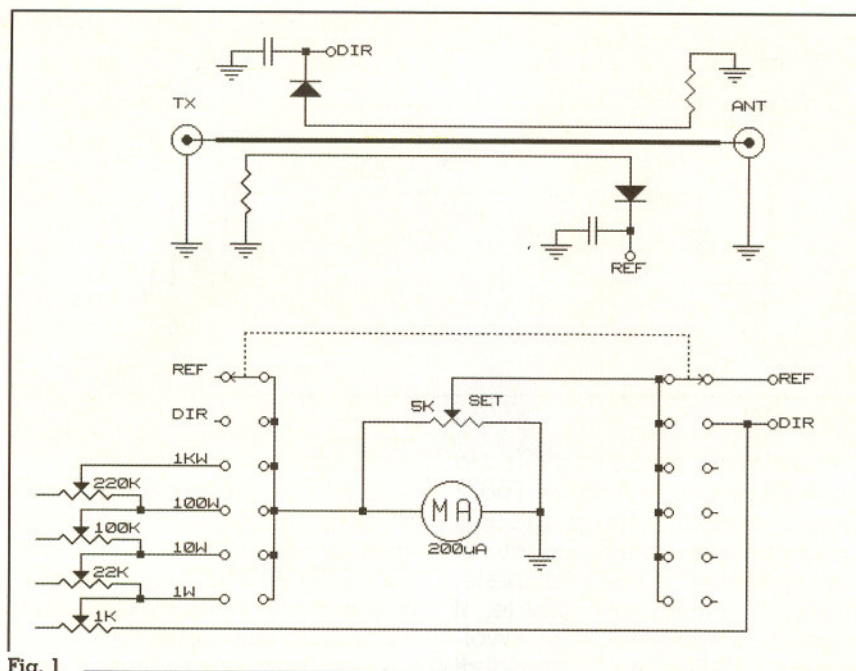 DIR
TX
ANT
REF
REF
DIR
1KW
220K
100W
100K
10W
22K
1W
1K
5K
SET
MA
200uA
REF
DIR
Fig. 1